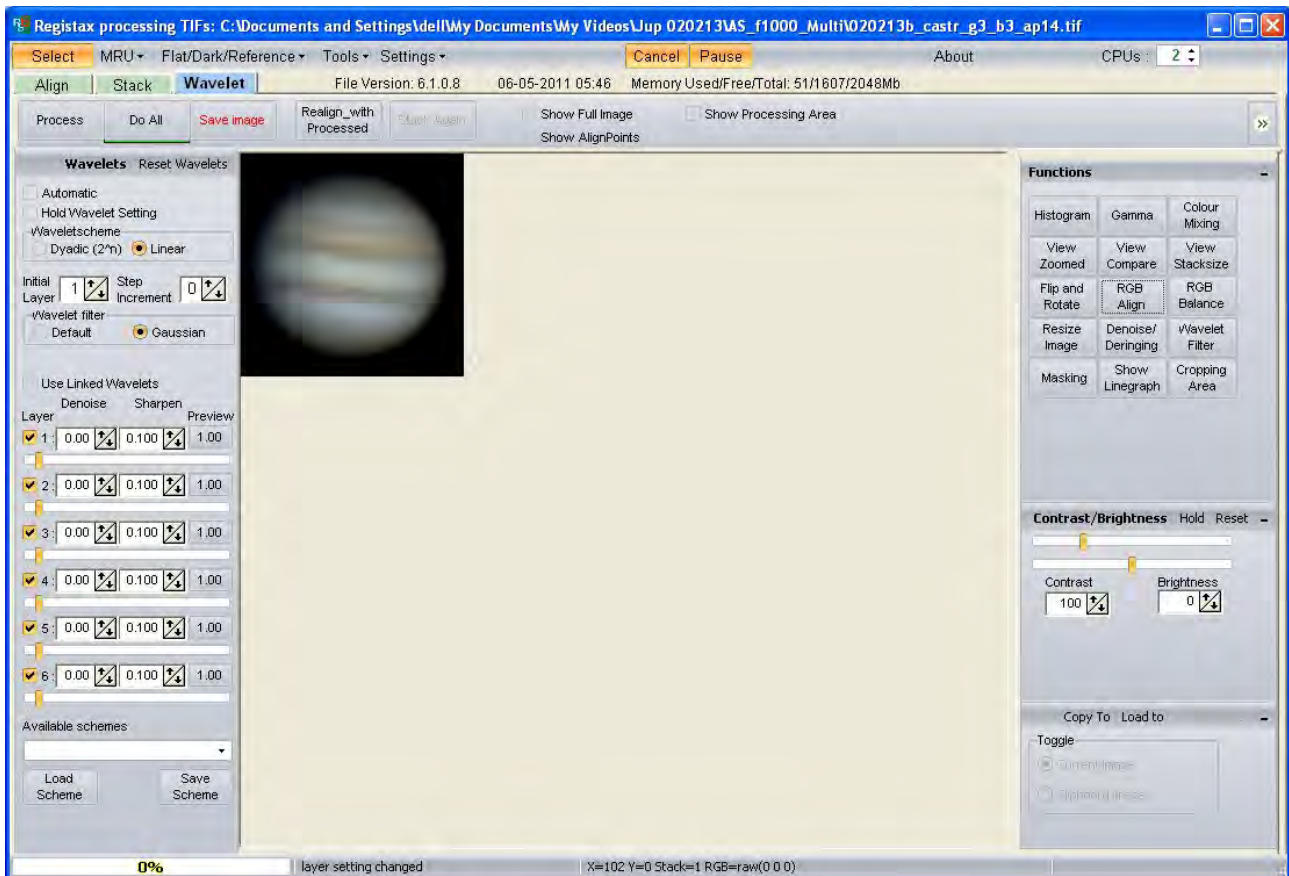 Registax processing TIFs: C:\Documents and Settings\dell\My Documents\My Videos\Jup 020213\AS_f1000_Multi\020213b_castr_g3_b3_ap14.tif
Select MRU Flat/Dark/Reference Tools Settings Cancel Pause About CPUs : 2
Align Stack Wavelet File Version: 6.1.0.8 06-05-2011 05:46 Memory Used/Free/Total: 51/1607/2048Mb
Process Do All Save image Realign_with Processed Stack Again Show Full Image Show Processing Area »
Show AlignPoints
Wavelets Reset Wavelets
Automatic
Hold Wavelet Setting
Waveletscheme
Dyadic (2^n) Linear
Initial Layer 1 Step Increment 0
Wavelet filter
Default Gaussian
Use Linked Wavelets
Denoise Sharpen
Layer Preview
1 : 0.00 0.100 1.00
2 : 0.00 0.100 1.00
3 : 0.00 0.100 1.00
4 : 0.00 0.100 1.00
5 : 0.00 0.100 1.00
6 : 0.00 0.100 1.00
Available schemes
Load Scheme Save Scheme
Functions -
Histogram Gamma Colour Mixing
View Zoomed View Compare View Stacksize
Flip and Rotate RGB Align RGB Balance
Resize Image Denoise/ Deringing Wavelet Filter
Masking Show Linegraph Cropping Area
Contrast/Brightness Hold Reset -
Contrast Brightness
100 0
Copy To Load to -
Toggle
Current Image
0% layer setting changed X=102 Y=0 Stack=1 RGB=raw(0 0 0)